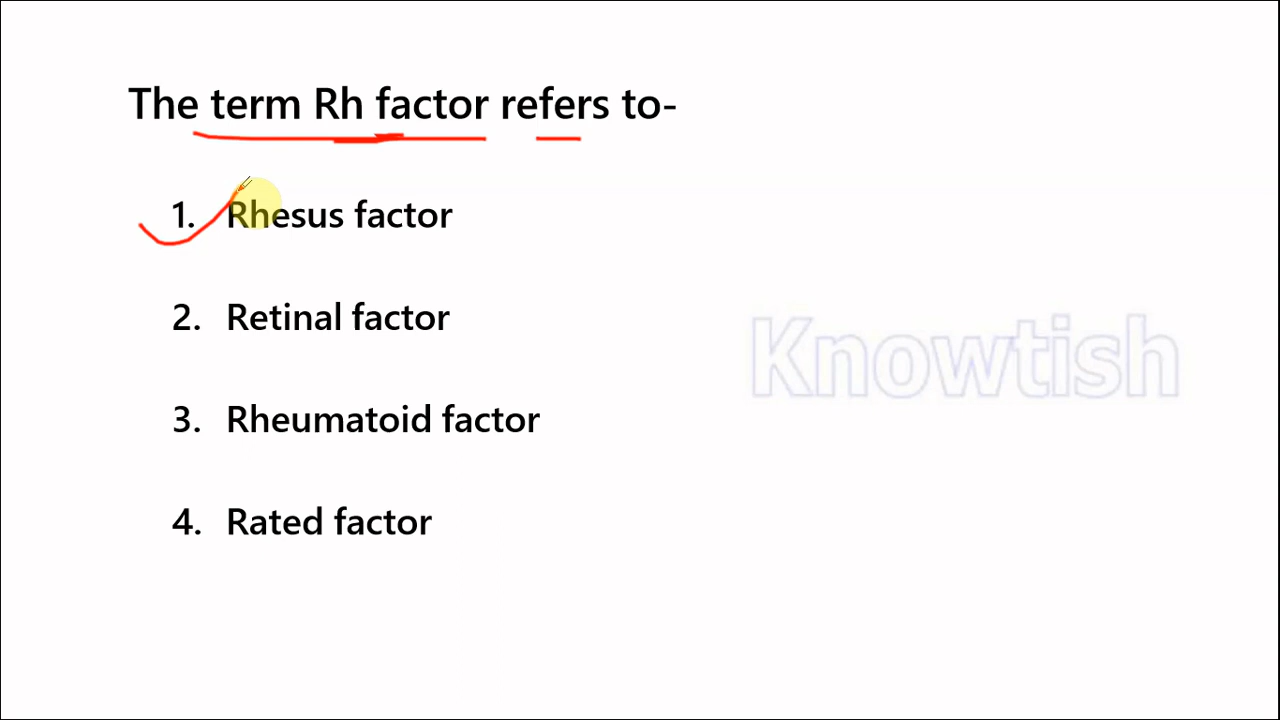 The term Rh factor refers to-
1. Rhesus factor
2. Retinal factor
Knowtish
3. Rheumatoid factor
4. Rated factor